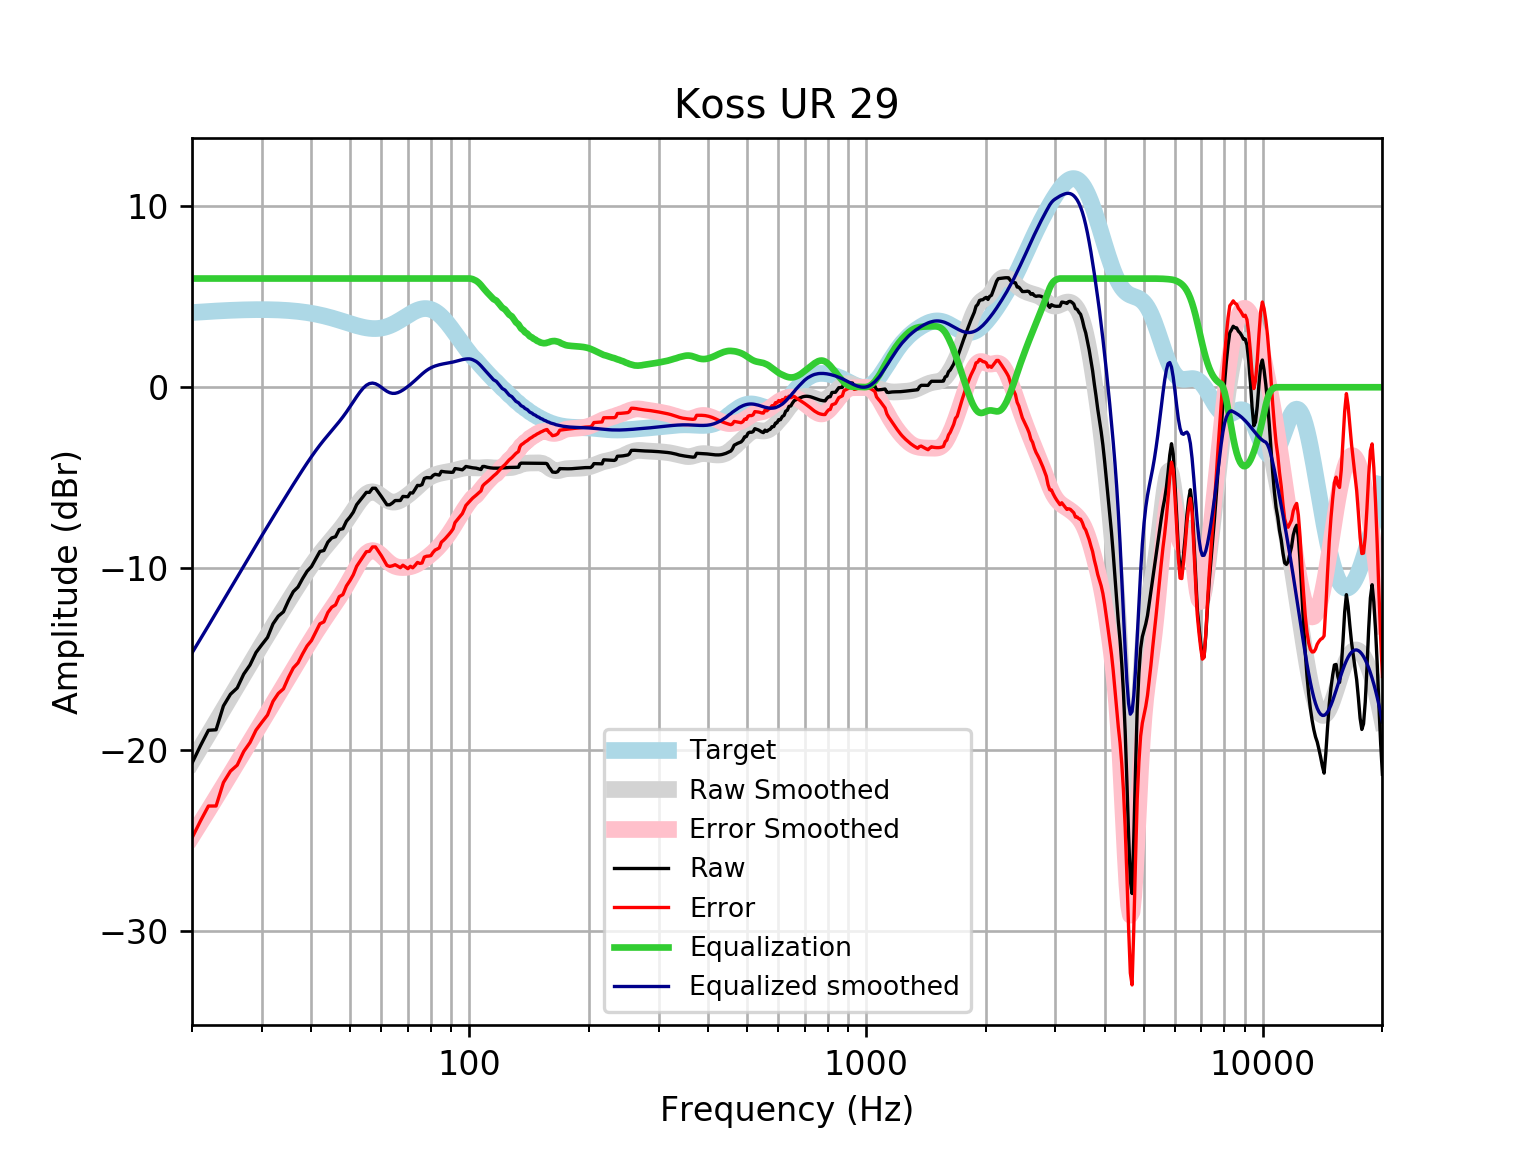 Koss UR 29
Amplitude (dBr)
10
0
−10
−20
−30
Target
Raw Smoothed
Error Smoothed
Raw
Error
Equalization
Equalized smoothed
100
1000
10000
Frequency (Hz)